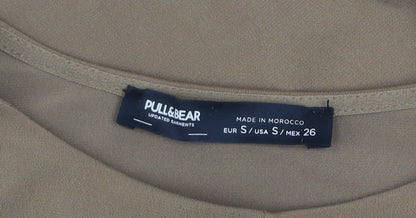 PULL&BEAR
UPDATED GARMENTS
MADE IN MOROCCO
EUR S/USA S/MEX 26